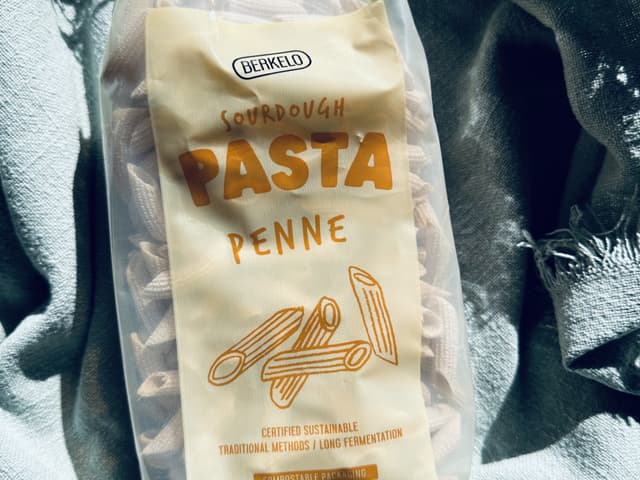 BERKELO
SOURDOUGH
PASTA
PENNE
CERTIFIED SUSTAINABLE
TRADITIONAL METHODS / LONG FERMENTATION
COMPOSTABLE PACKAGING